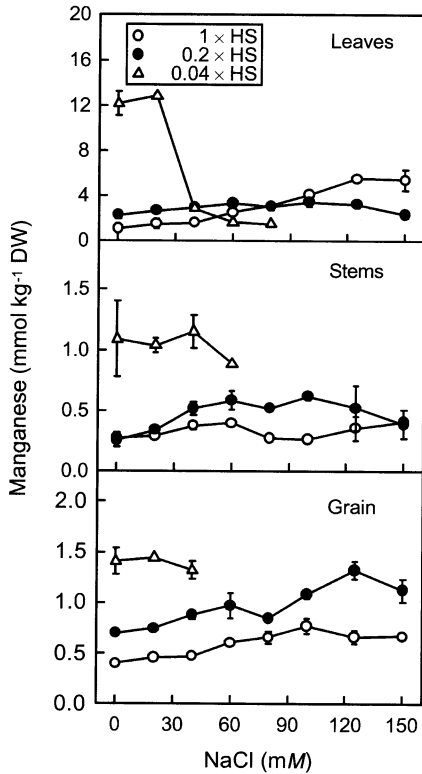 20
16
12
8
4
0
Leaves
1 × HS
0.2 × HS
0.04 × HS
1.5
1.0
0.5
0.0
Stems
2.0
1.5
1.0
0.5
0.0
Grain
Manganese (mmol kg⁻¹ DW)
0 30 60 90 120 150
NaCl (mM)